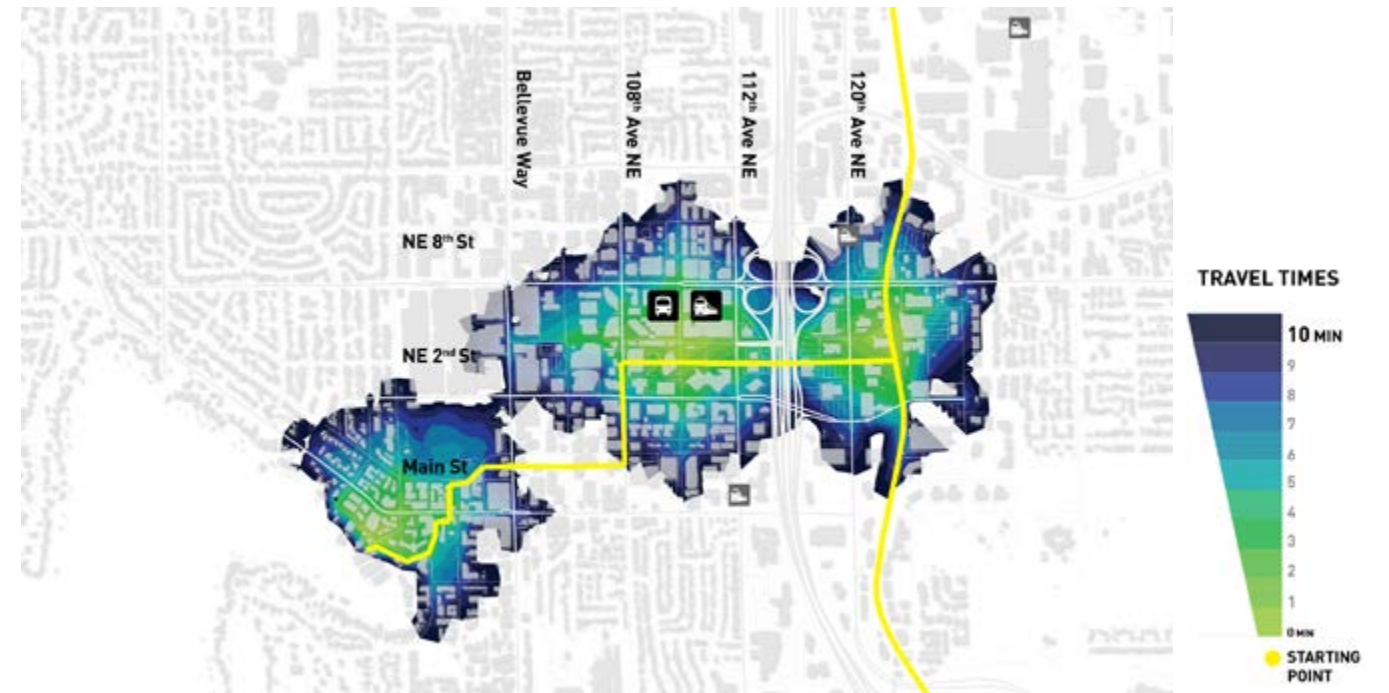 Bellevue Way
108th Ave NE
112th Ave NE
120th Ave NE
NE 8th St
NE 2nd St
Main St
TRAVEL TIMES
10 MIN
9
8
7
6
5
4
3
2
1
0 MIN
STARTING
POINT